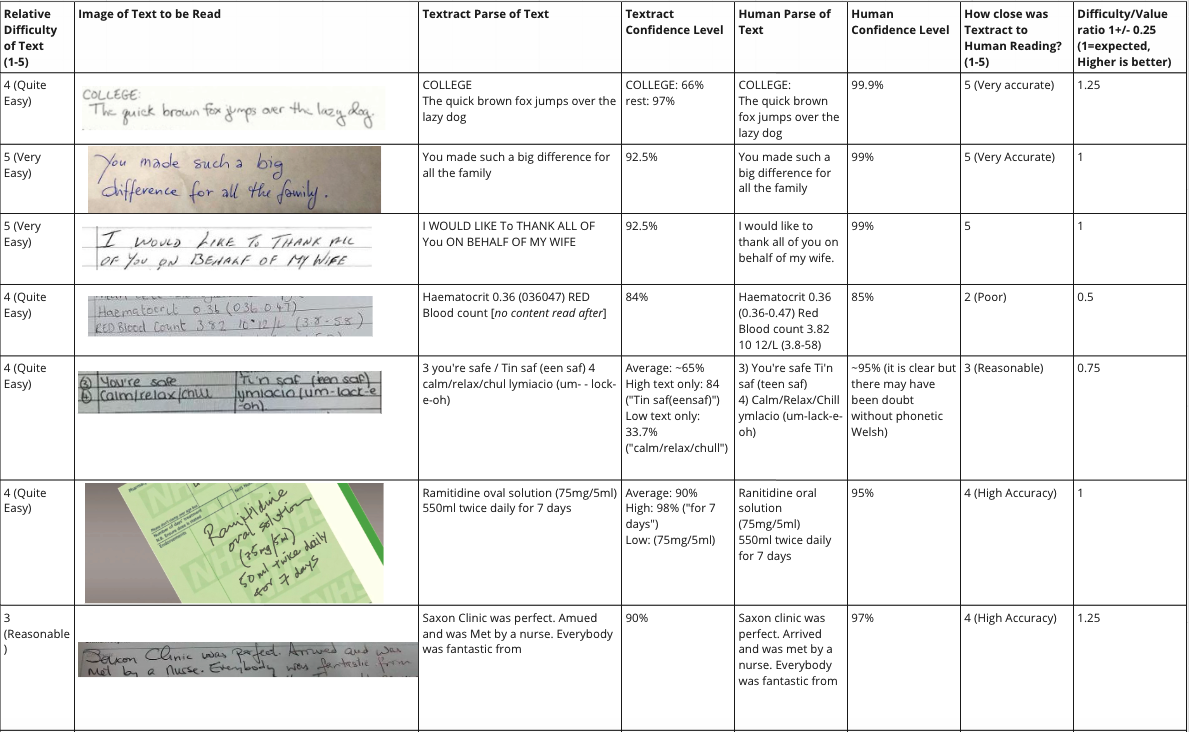 Relative
Difficulty
of Text
(1-5)
Image of Text to be Read
Textract Parse of Text
Textract
Confidence Level
Human Parse of
Text
Human
Confidence Level
How close was
Textract to
Human Reading?
(1-5)
Difficulty/Value
ratio 1+/- 0.25
(1=expected,
Higher is better)
4 (Quite
Easy)
COLLEGE:
The quick brown fox jumps over the lazy dog.
COLLEGE
The quick brown fox jumps over the
lazy dog
COLLEGE: 66%
rest: 97%
COLLEGE:
The quick brown
fox jumps over the
lazy dog
99.9%
5 (Very accurate)
1.25
5 (Very
Easy)
You made such a big
difference for all the family.
You made such a big difference for
all the family
92.5%
You made such a
big difference for
all the family
99%
5 (Very Accurate)
1
5 (Very
Easy)
I WOULD LIKE TO THANK ALL
OF YOU ON BEHALF OF MY WIFE
I WOULD LIKE To THANK ALL OF
You ON BEHALF OF MY WIFE
92.5%
I would like to
thank all of you on
behalf of my wife.
99%
5
1
4 (Quite
Easy)
Haematocrit 0.36 (0.36 0.47)
RED Blood Count 3.82 10*12/L (3.8-58)
Haematocrit 0.36 (036047) RED
Blood count [no content read after]
84%
Haematocrit 0.36
(0.36-0.47) Red
Blood count 3.82
10 12/L (3.8-58)
85%
2 (Poor)
0.5
4 (Quite
Easy)
③ You're safe
Ti'n saf (teen saf)
④ Calm/relax/chill
ymlacio (um-lack-e
-oh)
3 you're safe / Tin saf (een saf) 4
calm/relax/chul lymiacio (um- - lock-
e-oh)
Average: ~65%
High text only: 84
("Tin saf(eensaf)")
Low text only:
33.7%
("calm/relax/chull")
3) You're safe Ti'n
saf (teen saf)
4) Calm/Relax/Chill
ymlacio (um-lack-e-
oh)
~95% (it is clear but
there may have
been doubt
without phonetic
Welsh)
3 (Reasonable)
0.75
4 (Quite
Easy)
NHS
Ranitidine
oral solution
(75mg/5ml)
50ml twice daily
for 7 days
Ramitidine oval solution (75mg/5ml)
550ml twice daily for 7 days
Average: 90%
High: 98% ("for 7
days")
Low: (75mg/5ml)
Ranitidine oral
solution
(75mg/5ml)
550ml twice daily
for 7 days
95%
4 (High Accuracy)
1
3
(Reasonable
)
Saxon Clinic was perfect. Arrived and was
met by a nurse. Everybody was fantastic from
Saxon Clinic was perfect. Amued
and was Met by a nurse. Everybody
was fantastic from
90%
Saxon clinic was
perfect. Arrived
and was met by a
nurse. Everybody
was fantastic from
97%
4 (High Accuracy)
1.25